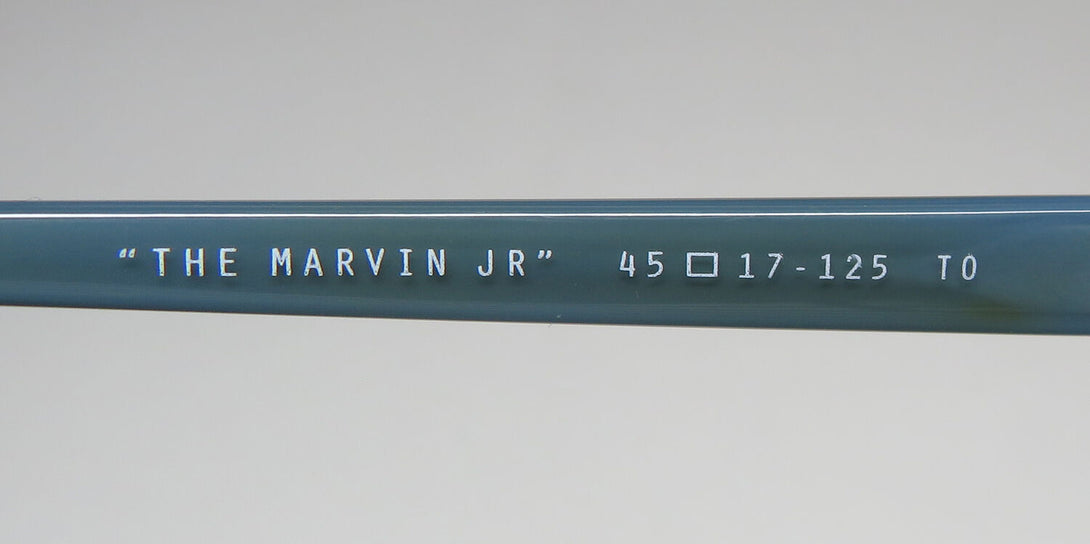 “THE MARVIN JR” 45□17-125 TO